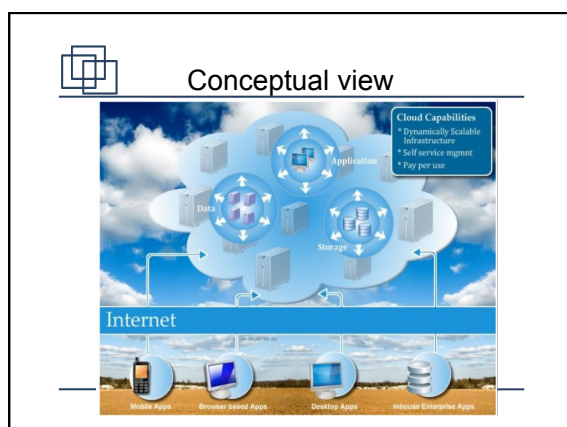 Conceptual view
Cloud Capabilities
* Dynamically Scalable
Infrastructure
* Self service mgmnt
* Pay per use
Application
Data
Storage
Internet
Mobile Apps
Browser based Apps
Desktop Apps
Inhouse Enterprise Apps